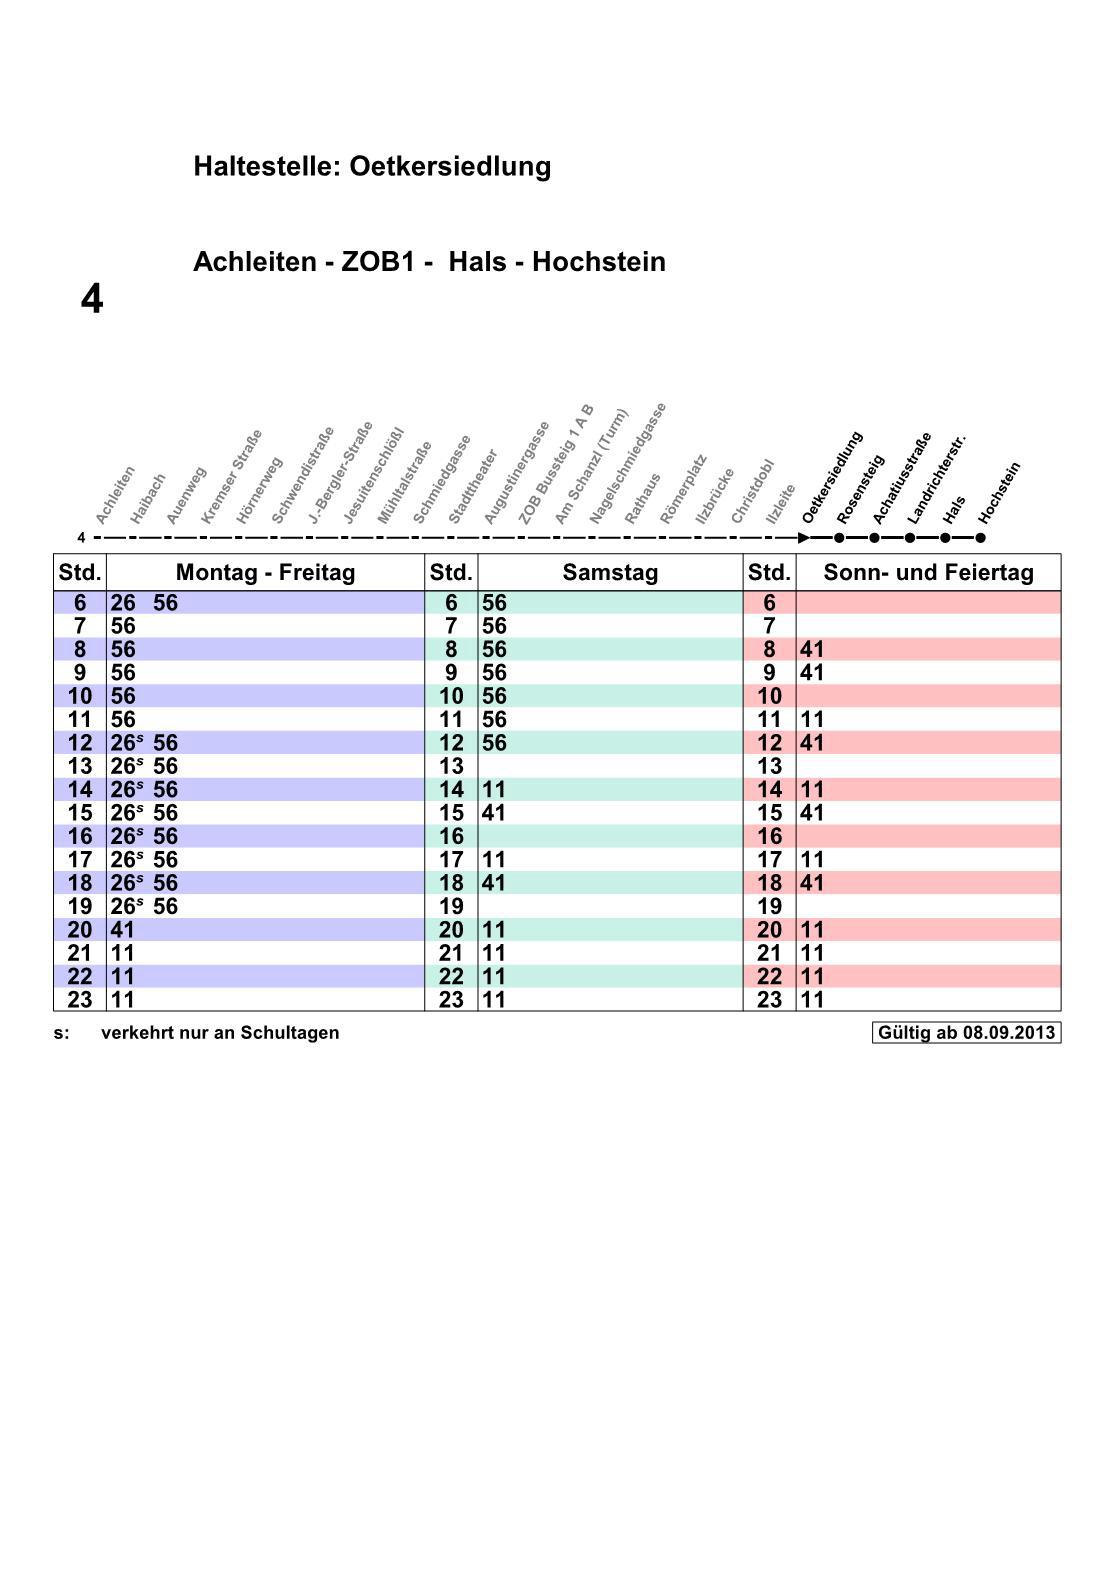 Haltestelle: Oetkersiedlung
Achleiten - ZOB1 - Hals - Hochstein
4
Achleiten
Haibach
Auenweg
Kremser Straße
Hörnerweg
Schwendistraße
J.-Bergler-Straße
Jesuitenschlößl
Mühltalstraße
Schmiedgasse
Stadttheater
Augustinergasse
ZOB Bussteig 1 A B
Am Schanzl (Turm)
Nagelschmiedgasse
Rathaus
Römerplatz
Ilzbrücke
Christdobl
Ilzleite
Oetkersiedlung
Rosensteig
Achatiusstraße
Landrichterstr.
Hals
Hochstein
4
Std. Montag - Freitag Std. Samstag Std. Sonn- und Feiertag
6 26 56 6 56 6
7 56 7 56 7
8 56 8 56 8 41
9 56 9 56 9 41
10 56 10 56 10
11 56 11 56 11 11
12 26s 56 12 56 12 41
13 26s 56 13 13
14 26s 56 14 11 14 11
15 26s 56 15 41 15 41
16 26s 56 16 16
17 26s 56 17 11 17 11
18 26s 56 18 41 18 41
19 26s 56 19 19
20 41 20 11 20 11
21 11 21 11 21 11
22 11 22 11 22 11
23 11 23 11 23 11
s: verkehrt nur an Schultagen Gültig ab 08.09.2013